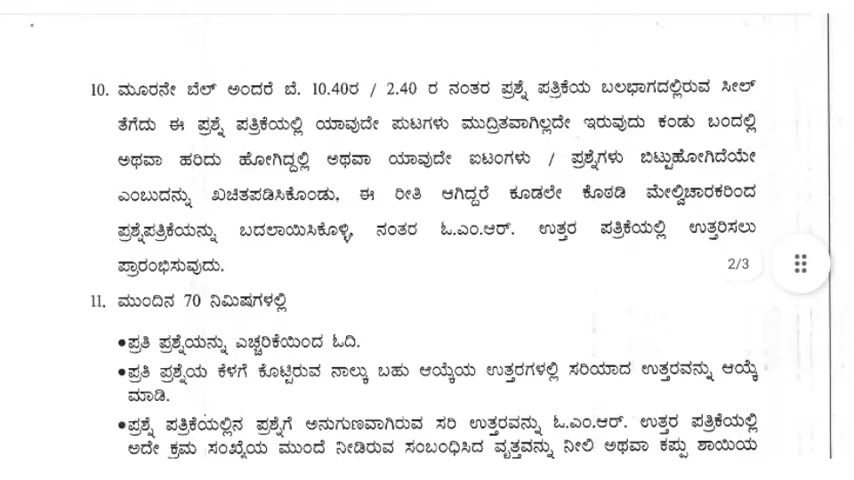 10. ಮೂರನೇ ಬೆಲ್ ಅಂದರೆ ಬೆ. 10.40ರ / 2.40 ರ ನಂತರ ಪ್ರಶ್ನೆ ಪತ್ರಿಕೆಯ ಬಲಭಾಗದಲ್ಲಿರುವ ಸೀಲ್
ತೆಗೆದು ಈ ಪ್ರಶ್ನೆ ಪತ್ರಿಕೆಯಲ್ಲಿ ಯಾವುದೇ ಪುಟಗಳು ಮುದ್ರಿತವಾಗಿಲ್ಲದೇ ಇರುವುದು ಕಂಡು ಬಂದಲ್ಲಿ
ಅಥವಾ ಹರಿದು ಹೋಗಿದ್ದಲ್ಲಿ ಅಥವಾ ಯಾವುದೇ ಐಟಂಗಳು / ಪ್ರಶ್ನೆಗಳು ಬಿಟ್ಟುಹೋಗಿದೆಯೇ
ಎಂಬುದನ್ನು ಖಚಿತಪಡಿಸಿಕೊಂಡು, ಈ ರೀತಿ ಆಗಿದ್ದರೆ ಕೂಡಲೇ ಕೊಠಡಿ ಮೇಲ್ವಿಚಾರಕರಿಂದ
ಪ್ರಶ್ನೆಪತ್ರಿಕೆಯನ್ನು ಬದಲಾಯಿಸಿಕೊಳ್ಳಿ, ನಂತರ ಓ.ಎಂ.ಆರ್. ಉತ್ತರ ಪತ್ರಿಕೆಯಲ್ಲಿ ಉತ್ತರಿಸಲು
ಪ್ರಾರಂಭಿಸುವುದು.
2/3
11. ಮುಂದಿನ 70 ನಿಮಿಷಗಳಲ್ಲಿ
•ಪ್ರತಿ ಪ್ರಶ್ನೆಯನ್ನು ಎಚ್ಚರಿಕೆಯಿಂದ ಓದಿ.
•ಪ್ರತಿ ಪ್ರಶ್ನೆಯ ಕೆಳಗೆ ಕೊಟ್ಟಿರುವ ನಾಲ್ಕು ಬಹು ಆಯ್ಕೆಯ ಉತ್ತರಗಳಲ್ಲಿ ಸರಿಯಾದ ಉತ್ತರವನ್ನು ಆಯ್ಕೆ
ಮಾಡಿ.
•ಪ್ರಶ್ನೆ ಪತ್ರಿಕೆಯಲ್ಲಿನ ಪ್ರಶ್ನೆಗೆ ಅನುಗುಣವಾಗಿರುವ ಸರಿ ಉತ್ತರವನ್ನು ಓ.ಎಂ.ಆರ್. ಉತ್ತರ ಪತ್ರಿಕೆಯಲ್ಲಿ
ಅದೇ ಕ್ರಮ ಸಂಖ್ಯೆಯ ಮುಂದೆ ನೀಡಿರುವ ಸಂಬಂಧಿಸಿದ ವೃತ್ತವನ್ನು ನೀಲಿ ಅಥವಾ ಕಪ್ಪು ಶಾಯಿಯ